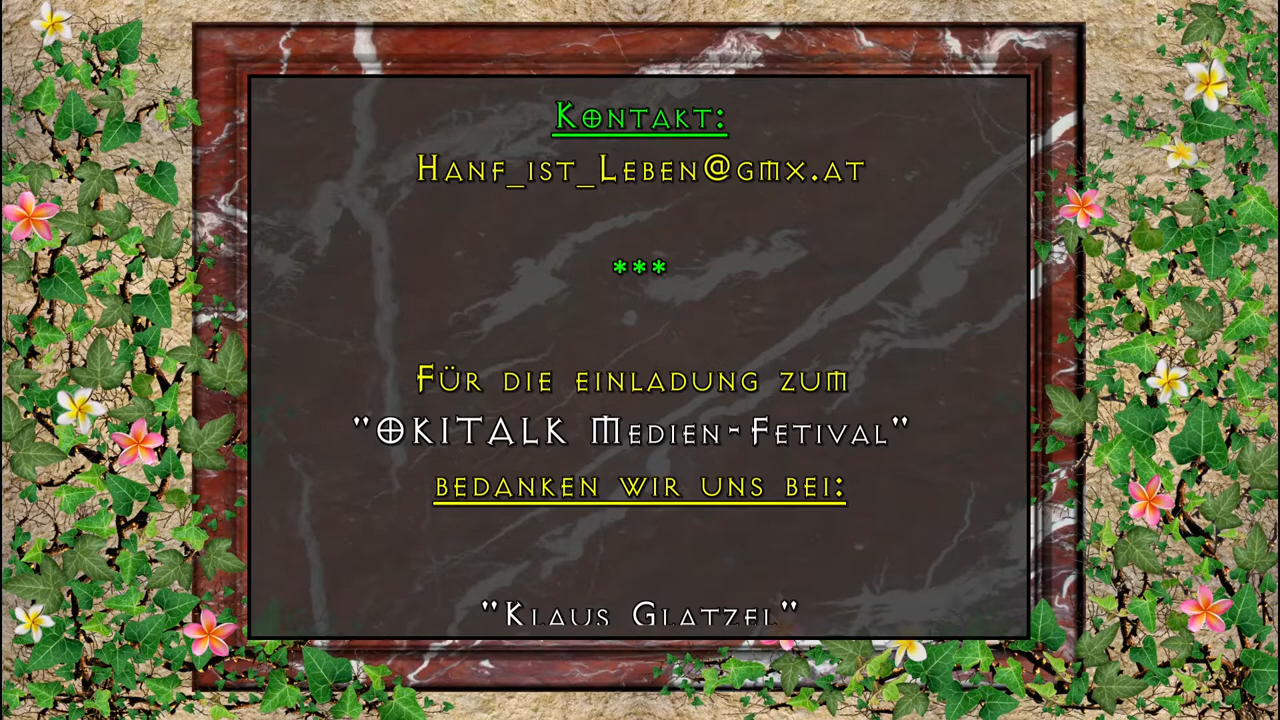 Kontakt:
Hanf_ist_Leben@gmx.at
***
Für die einladung zum
"OKITALK Medien-Fetival"
bedanken wir uns bei:
"Klaus Glatzel"